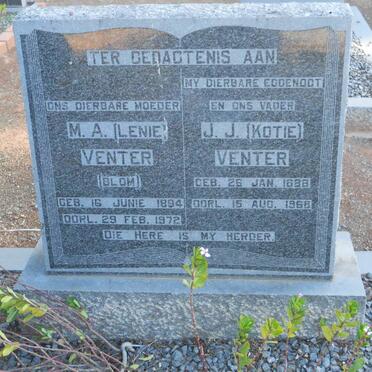 TER GEDAGTENIS AAN
ONS DIERBARE MOEDER
M. A. (LENIE)
VENTER
(BLOM)
GEB. 16 JUNIE 1894
OORL. 29 FEB. 1972
MY DIERBARE EGGENOOT
EN ONS VADER
J. J. (KOTIE)
VENTER
GEB. 26 JAN. 1888
OORL. 15 AUG. 1968
DIE HERE IS MY HERDER